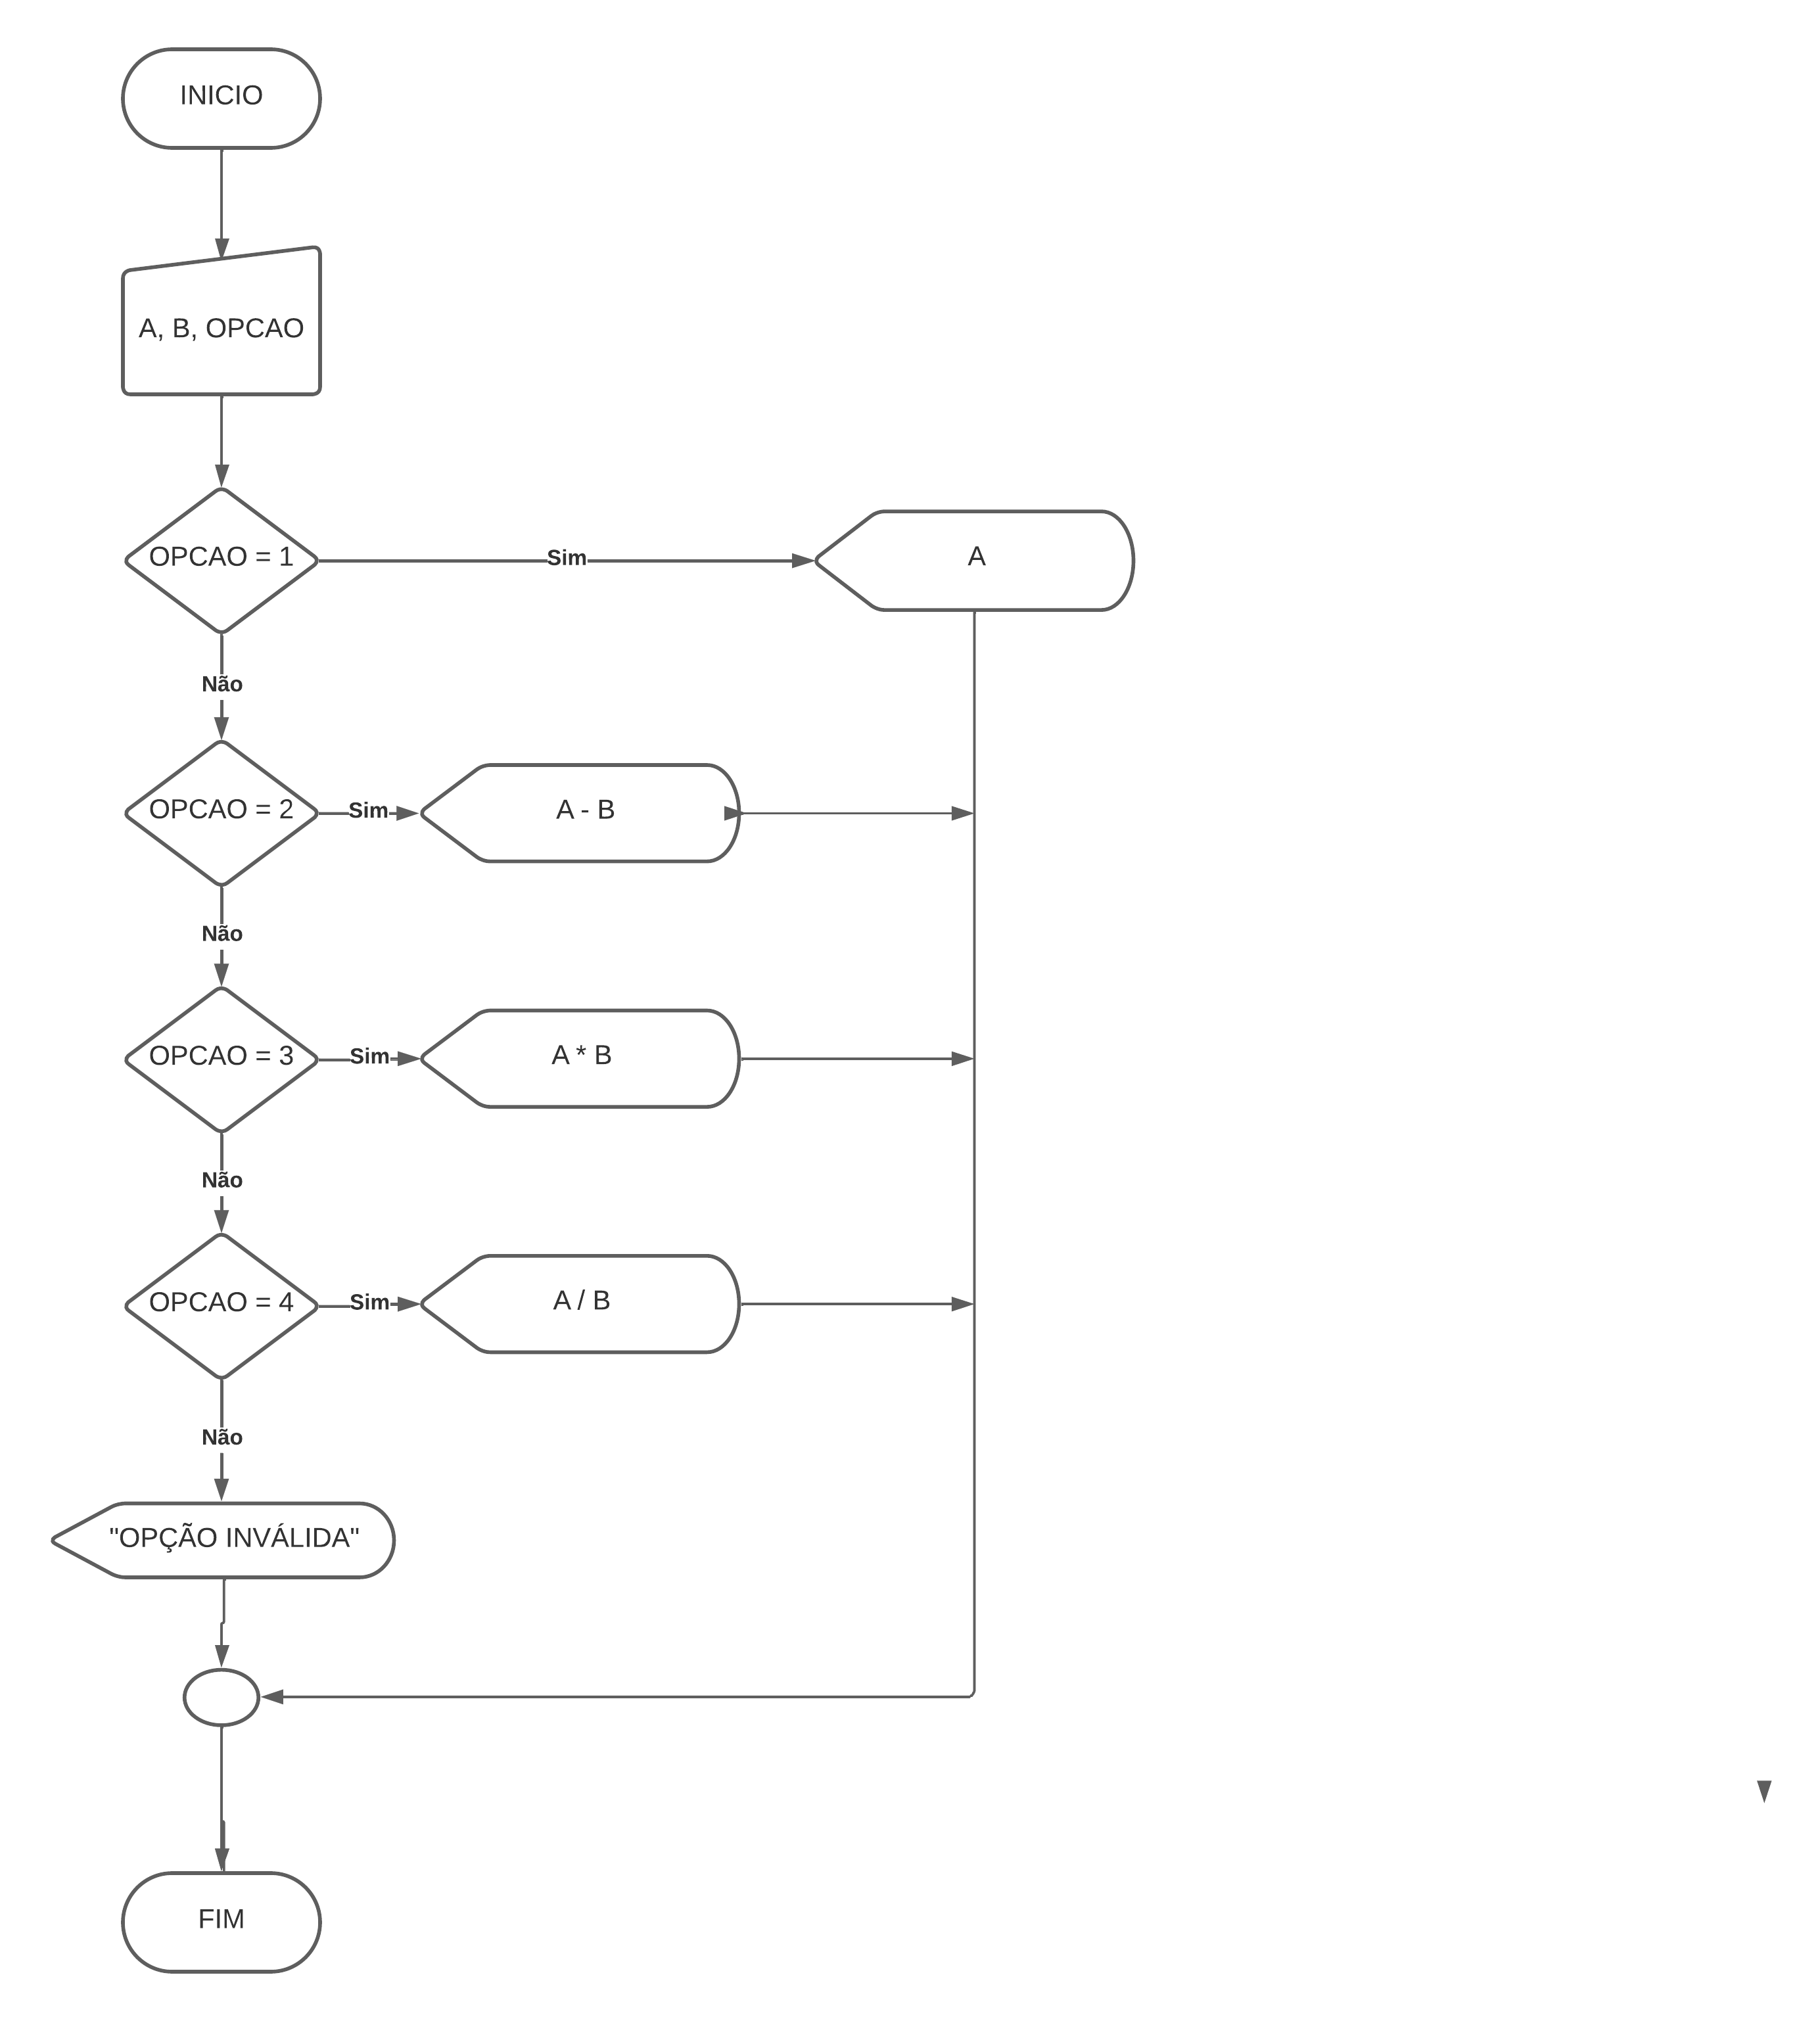 INICIO
A, B, OPCAO
OPCAO = 1
Sim
A
Não
OPCAO = 2
Sim
A - B
Não
OPCAO = 3
Sim
A * B
Não
OPCAO = 4
Sim
A / B
Não
"OPÇÃO INVÁLIDA"
FIM